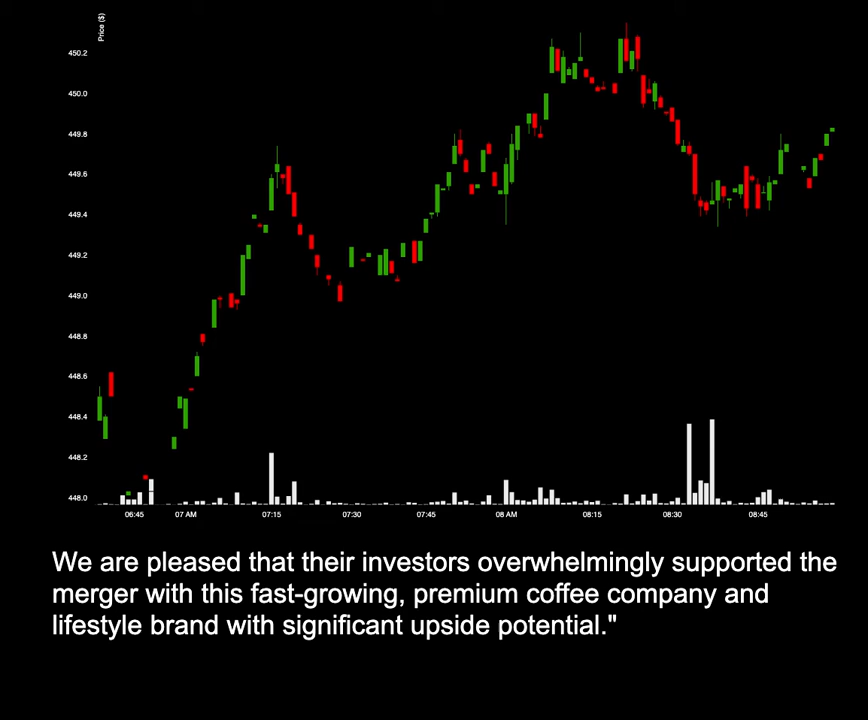 Price ($)
450.2
450.0
449.8
449.6
449.4
449.2
449.0
448.8
448.6
448.4
448.2
448.0
06:45 07 AM 07:15 07:30 07:45 08 AM 08:15 08:30 08:45
We are pleased that their investors overwhelmingly supported the
merger with this fast-growing, premium coffee company and
lifestyle brand with significant upside potential."